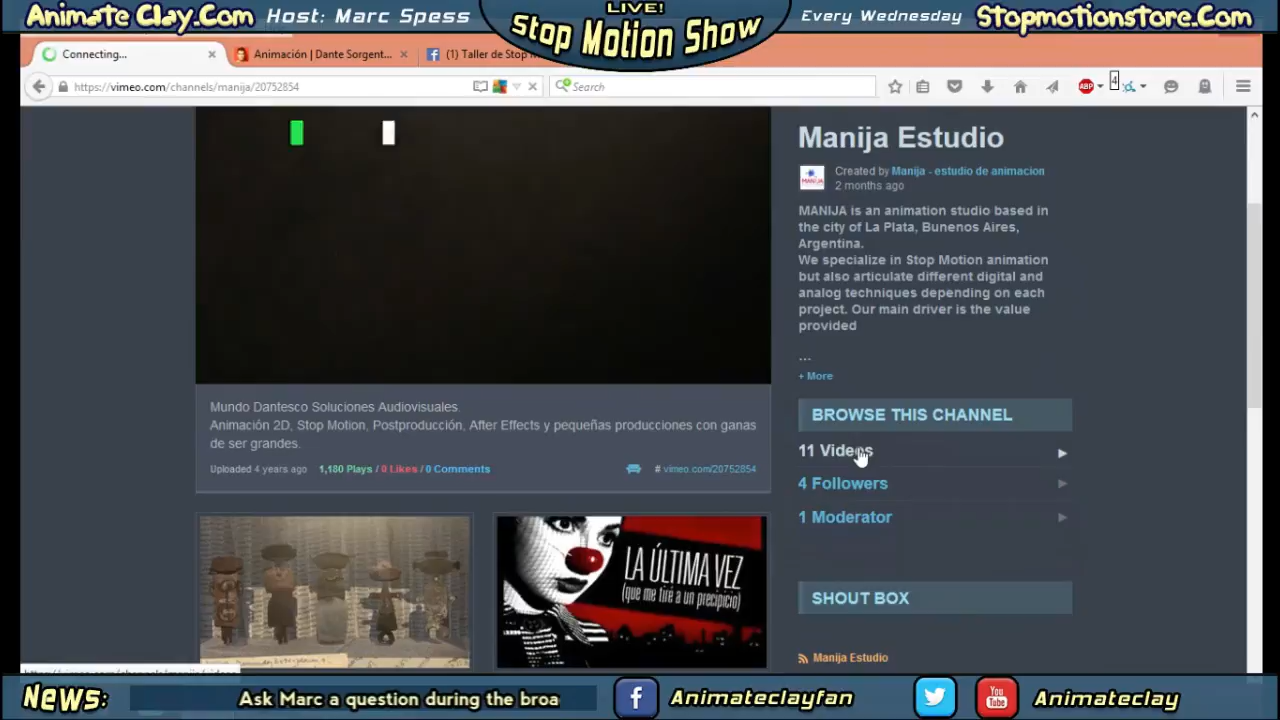 Animate Clay.Com
Host: Marc Spess
LIVE!
Stop Motion Show
Every Wednesday
Stopmotionstore.Com
Connecting...
Animación | Dante Sorgent...
(1) Taller de Stop M
https://vimeo.com/channels/manija/20752854
Search
ABP
4
Manija Estudio
Created by Manija - estudio de animacion
2 months ago
MANIJA is an animation studio based in
the city of La Plata, Bunenos Aires,
Argentina.
We specialize in Stop Motion animation
but also articulate different digital and
analog techniques depending on each
project. Our main driver is the value
provided
...
+ More
BROWSE THIS CHANNEL
11 Videos
4 Followers
1 Moderator
SHOUT BOX
Manija Estudio
Mundo Dantesco Soluciones Audiovisuales.
Animación 2D, Stop Motion, Postproducción, After Effects y pequeñas producciones con ganas
de ser grandes.
Uploaded 4 years ago 1,180 Plays / 0 Likes / 0 Comments
# vimeo.com/20752854
LA ÚLTIMA VEZ
(que me tiré a un precipicio)
News:
Ask Marc a question during the broa
f
Animateclayfan
You
Tube
Animateclay